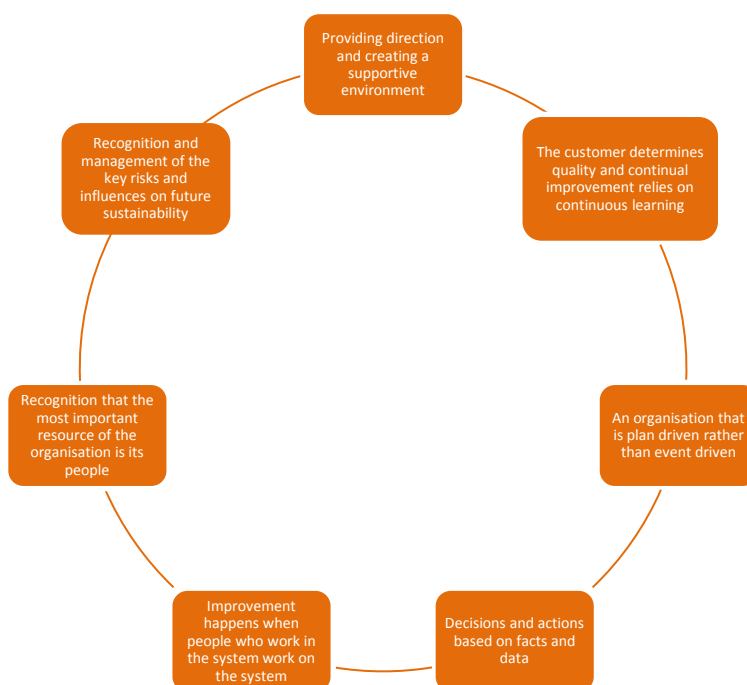 Providing direction
and creating a
supportive
environment
The customer determines
quality and continual
improvement relies on
continuous learning
An organisation that
is plan driven rather
than event driven
Decisions and actions
based on facts and
data
Improvement
happens when
people who work in
the system work on
the system
Recognition that the
most important
resource of the
organisation is its
people
Recognition and
management of the
key risks and
influences on future
sustainability